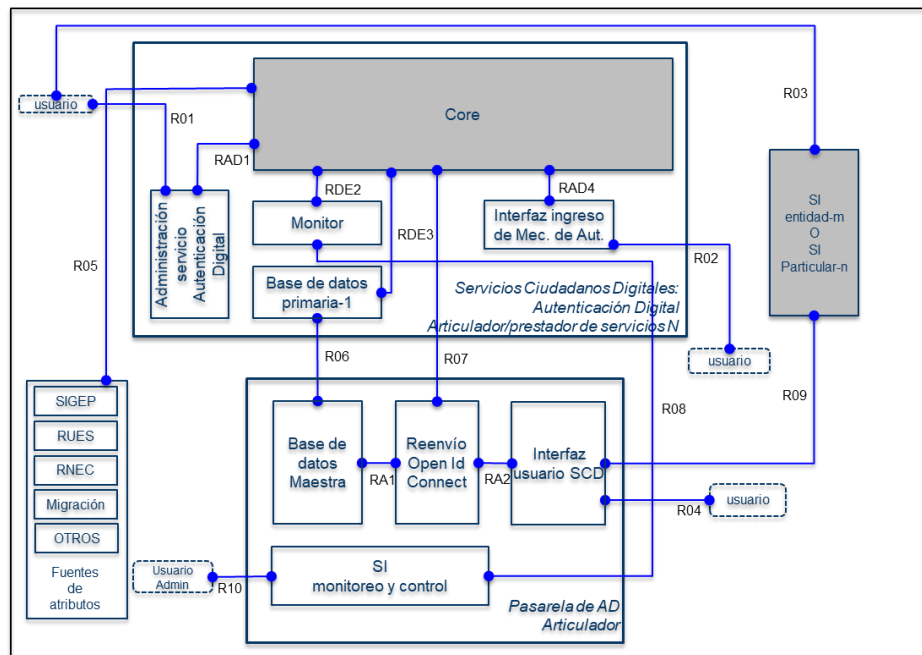 R03
usuario
Core
R01
RAD1
RDE2
RAD4
SI
entidad-m
O
SI
Particular-n
Administración
servicio
Autenticación
Digital
Monitor
Interfaz ingreso
de Mec. de Aut.
RDE3
R02
R05
Base de datos
primaria-1
Servicios Ciudadanos Digitales:
Autenticación Digital
Articulador/prestador de servicios N
R06
R07
usuario
R09
R08
SIGEP
RUES
RNEC
Migración
OTROS
Fuentes
de
atributos
Base de
datos
Maestra
RA1
Reenvío
Open Id
Connect
RA2
Interfaz
usuario SCD
R04
usuario
Usuario
Admin
R10
SI
monitoreo y control
Pasarela de AD
Articulador